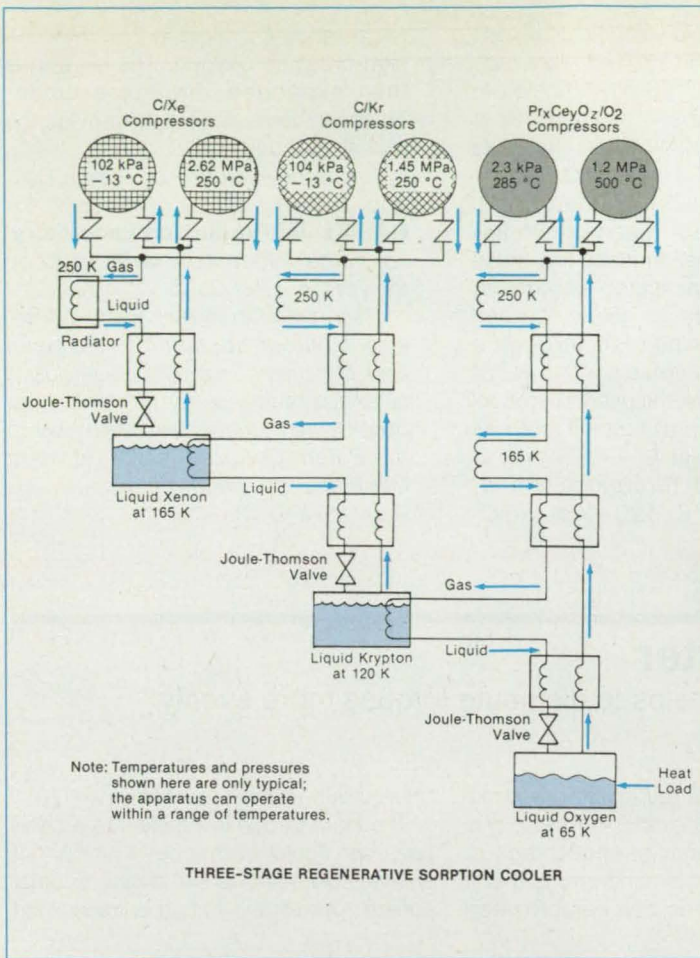 C/Xe
Compressors
C/Kr
Compressors
PrxCeyOz/O2
Compressors
102 kPa
–13 °C
2.62 MPa
250 °C
104 kPa
–13 °C
1.45 MPa
250 °C
2.3 kPa
285 °C
1.2 MPa
500 °C
250 K
Gas
Liquid
Radiator
250 K
250 K
Joule-Thomson
Valve
Gas
165 K
Liquid Xenon
at 165 K
Liquid
Joule-Thomson
Valve
Gas
Liquid Krypton
at 120 K
Liquid
Joule-Thomson
Valve
Note: Temperatures and pressures
shown here are only typical;
the apparatus can operate
within a range of temperatures.
Heat
Load
Liquid Oxygen
at 65 K
THREE-STAGE REGENERATIVE SORPTION COOLER